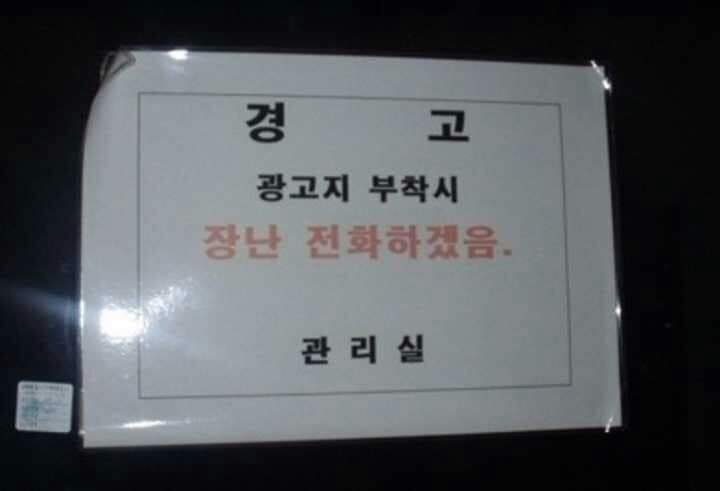 경 고
광고지 부착시
장난 전화하겠음.
관 리 실